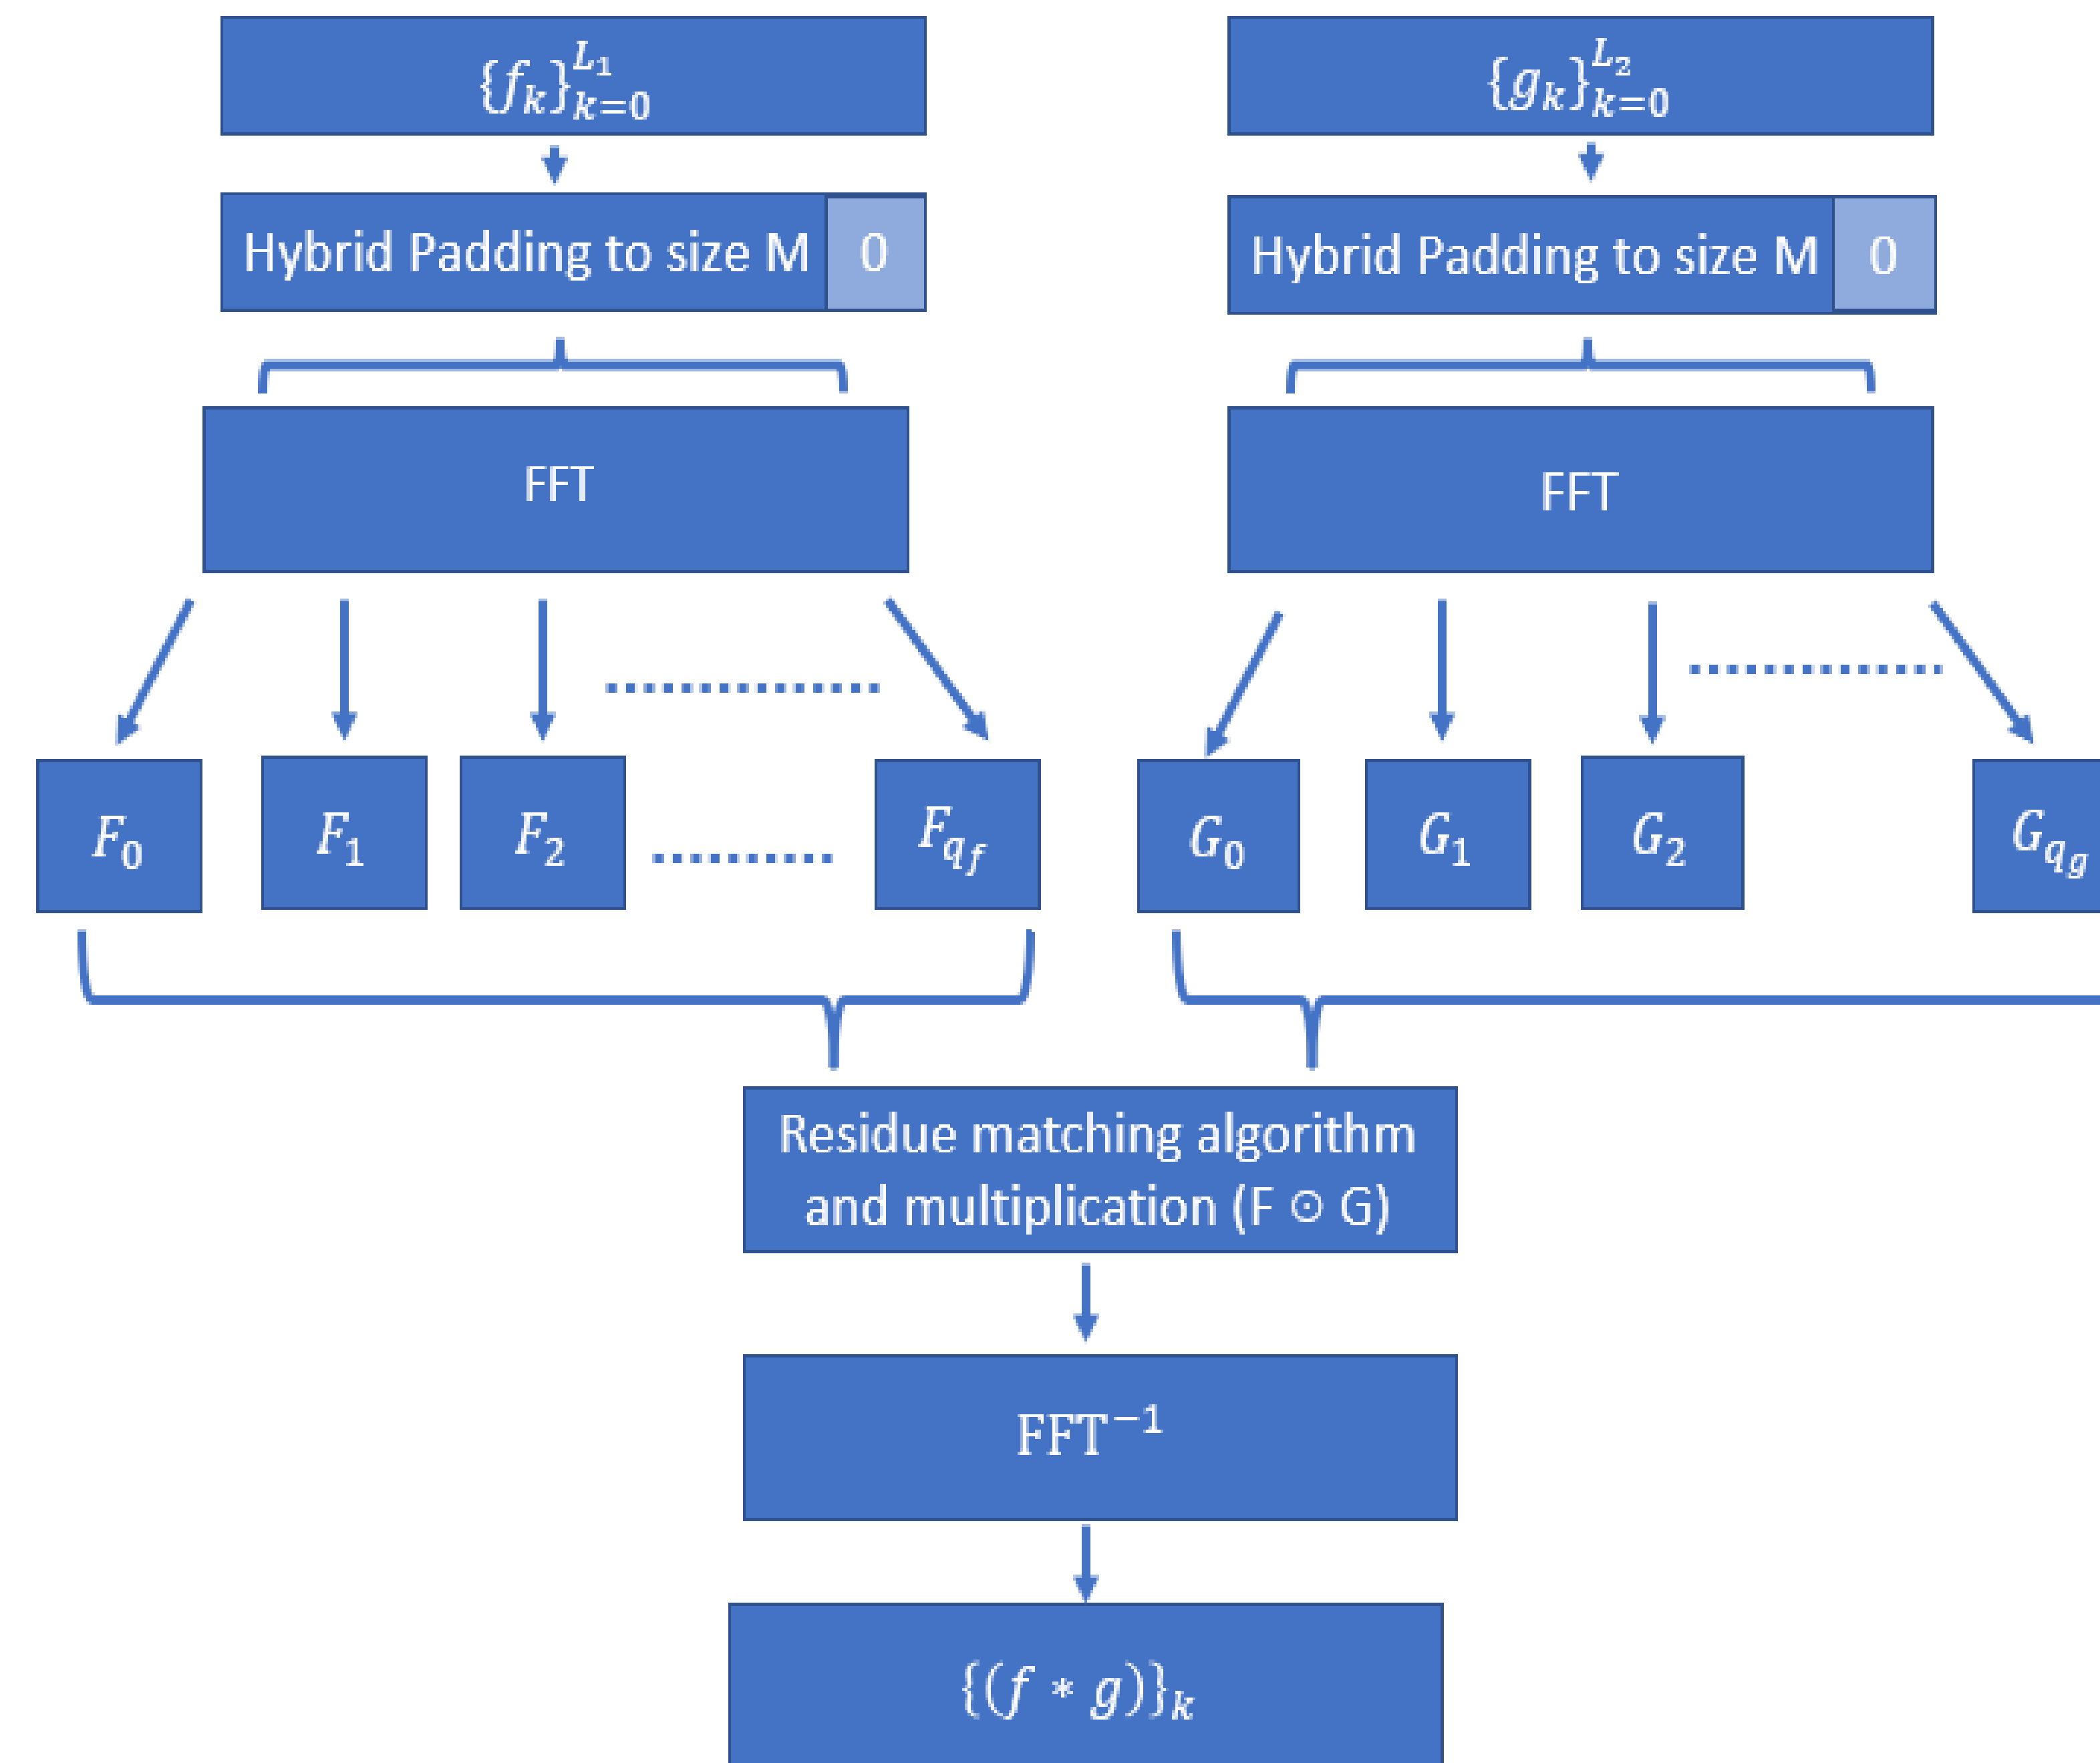 {f_k}_{k=0}^{L_1}
{g_k}_{k=0}^{L_2}
Hybrid Padding to size M 0
Hybrid Padding to size M 0
FFT
FFT
F_0 F_1 F_2 F_{q_f} G_0 G_1 G_2 G_{q_g}
Residue matching algorithm
and multiplication (F ⊙ G)
FFT^{−1}
{(f * g)}_k